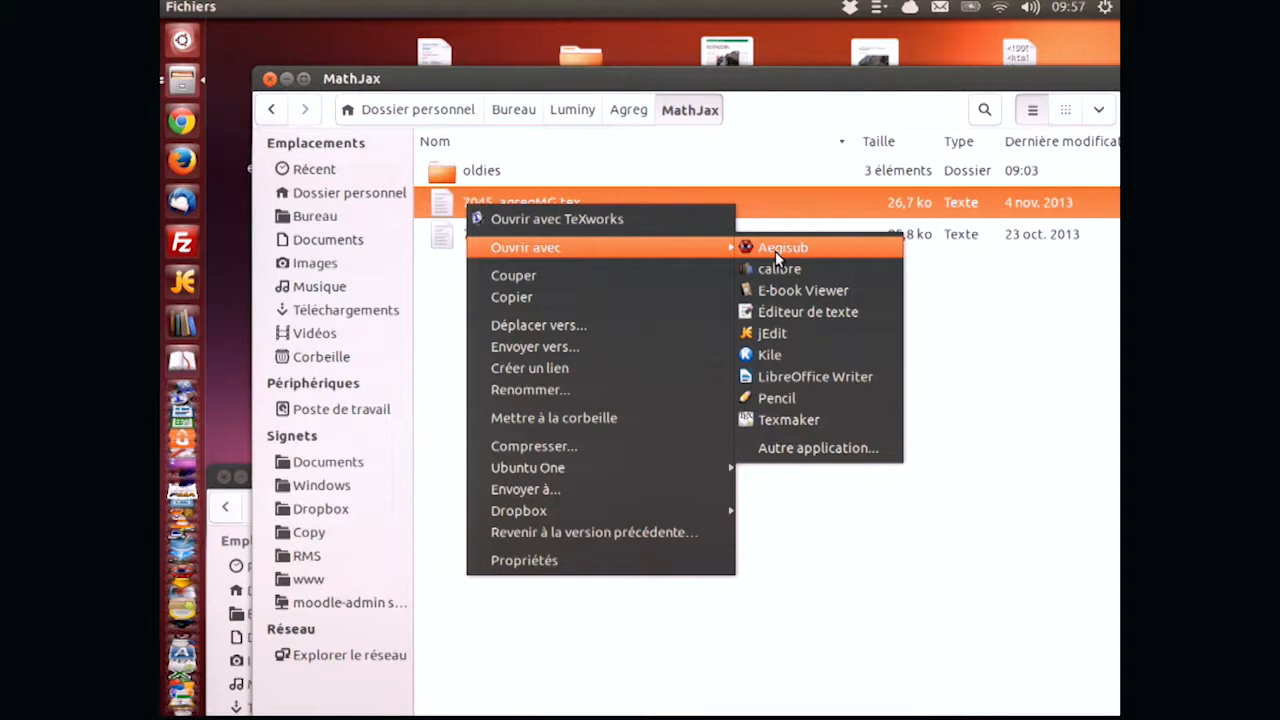 Fichiers
09:57
MathJax
Dossier personnel
Bureau
Luminy
Agreg
MathJax
Emplacements
Récent
Dossier personnel
Bureau
Documents
Images
Musique
Téléchargements
Vidéos
Corbeille
Périphériques
Poste de travail
Signets
Documents
Windows
Dropbox
Copy
RMS
www
moodle-admin s...
Réseau
Explorer le réseau
Nom
Taille
Type
Dernière modificat
oldies
3 éléments
Dossier
09:03
7045_agregMG.tex
26,7 ko
Texte
4 nov. 2013
Texte
23 oct. 2013
Ouvrir avec TeXworks
Ouvrir avec
Couper
Copier
Déplacer vers...
Envoyer vers...
Créer un lien
Renommer...
Mettre à la corbeille
Compresser...
Ubuntu One
Envoyer à...
Dropbox
Revenir à la version précédente...
Propriétés
Aegisub
calibre
E-book Viewer
Éditeur de texte
jEdit
Kile
LibreOffice Writer
Pencil
Texmaker
Autre application...
Empl